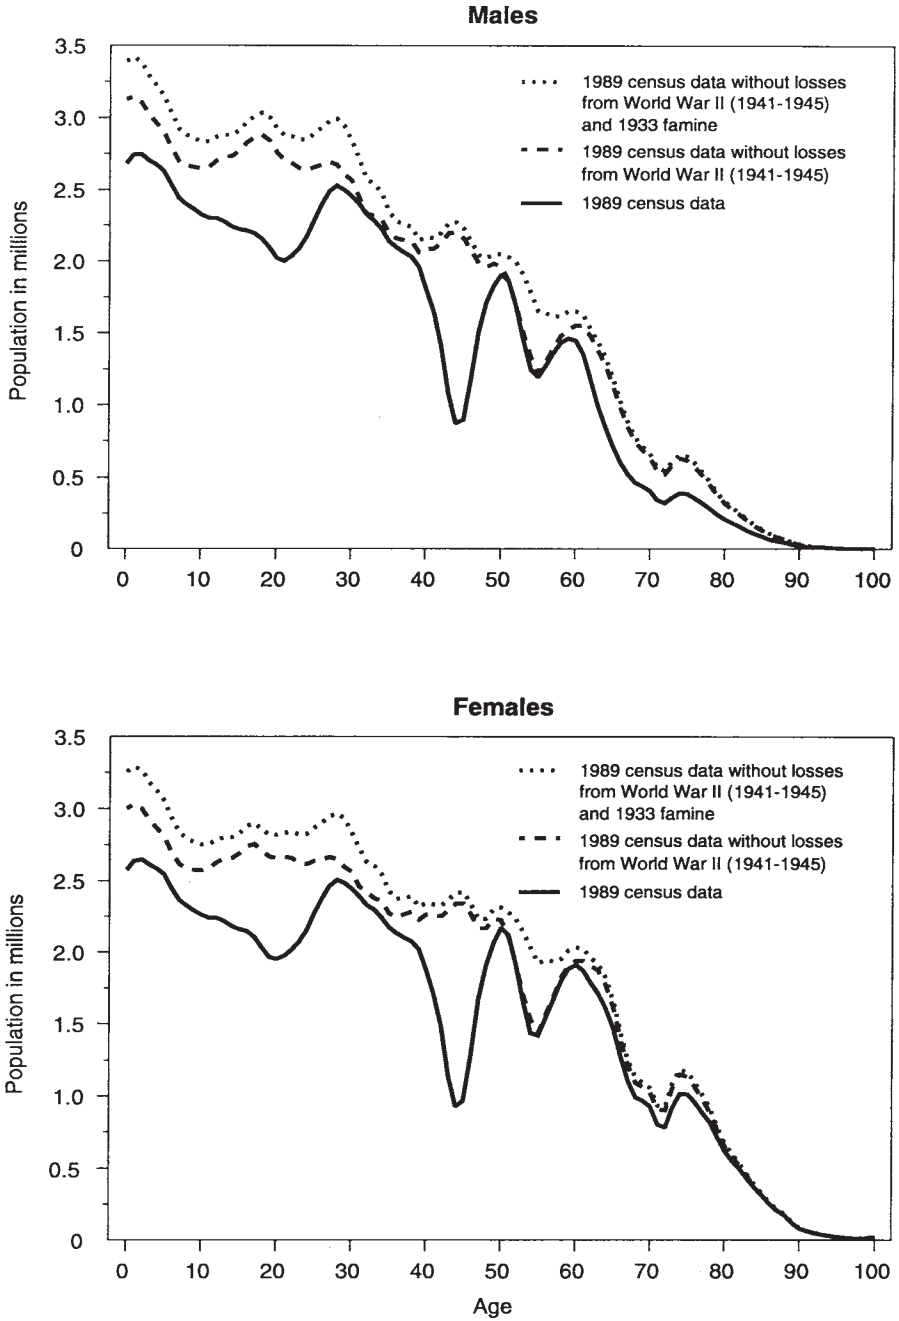 Males
3.5
3.0
2.5
2.0
1.5
1.0
0.5
0
Population in millions
1989 census data without losses
from World War II (1941-1945)
and 1933 famine
1989 census data without losses
from World War II (1941-1945)
1989 census data
0 10 20 30 40 50 60 70 80 90 100
Females
3.5
3.0
2.5
2.0
1.5
1.0
0.5
0
Population in millions
1989 census data without losses
from World War II (1941-1945)
and 1933 famine
1989 census data without losses
from World War II (1941-1945)
1989 census data
0 10 20 30 40 50 60 70 80 90 100
Age